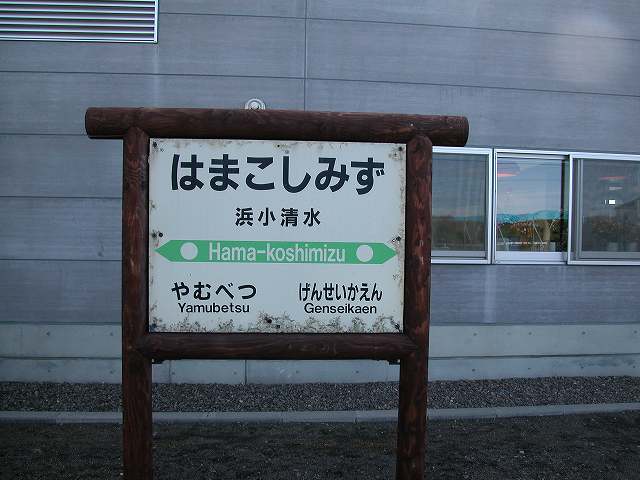 はまこしみず
浜小清水
Hama-koshimizu
やむべつ げんせいかえん
Yamubetsu Genseikaen